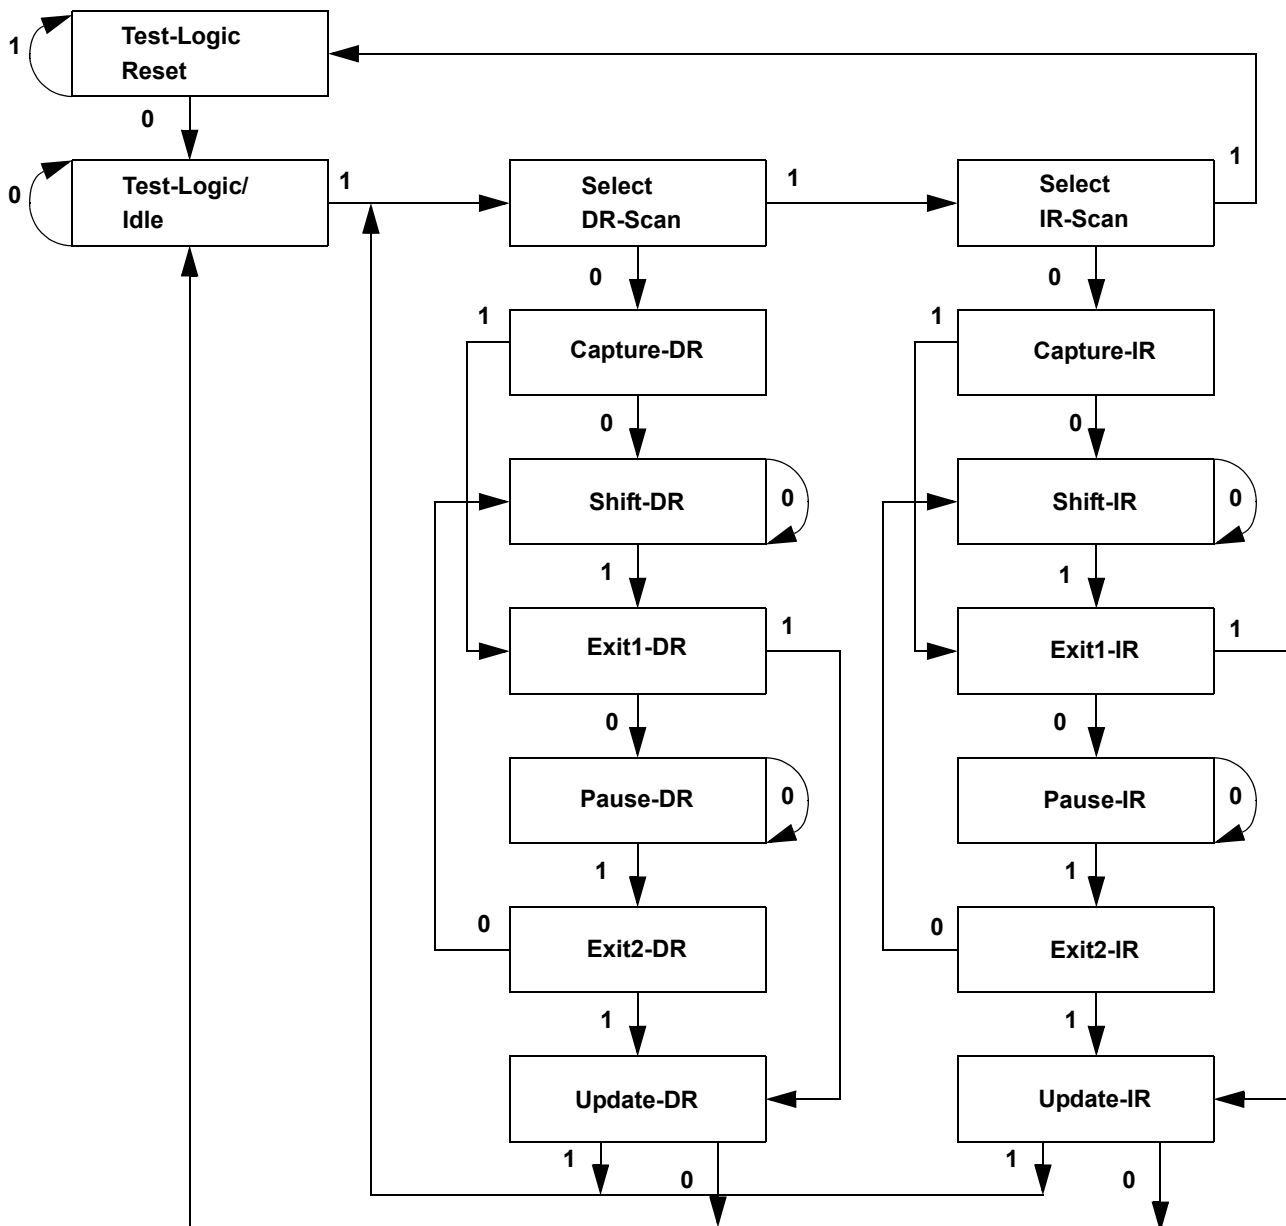 1
Test-Logic
Reset
0
0
Test-Logic/
Idle
1
Select
DR-Scan
1
Select
IR-Scan
1
0
0
1
Capture-DR
1
Capture-IR
0
0
Shift-DR
0
Shift-IR
0
1
1
Exit1-DR
1
Exit1-IR
1
0
0
Pause-DR
0
Pause-IR
0
1
1
0
Exit2-DR
0
Exit2-IR
1
1
Update-DR
Update-IR
1
0
1
0